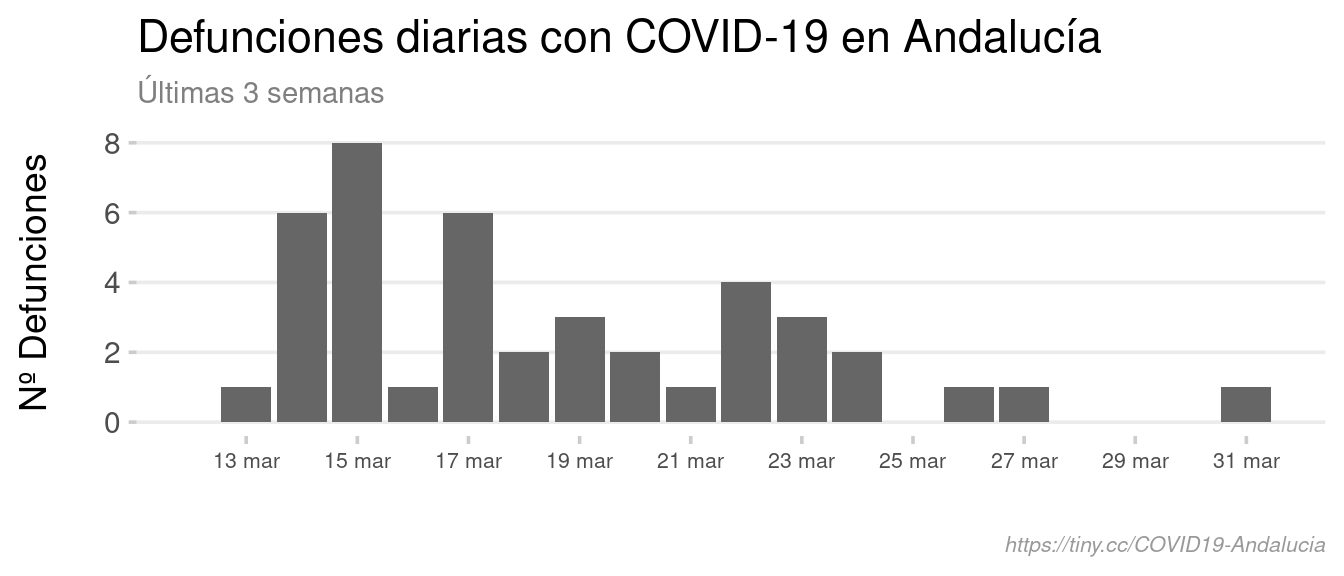 Defunciones diarias con COVID-19 en Andalucía
Últimas 3 semanas
Nº Defunciones
8
6
4
2
0
13 mar 15 mar 17 mar 19 mar 21 mar 23 mar 25 mar 27 mar 29 mar 31 mar
https://tiny.cc/COVID19-Andalucia